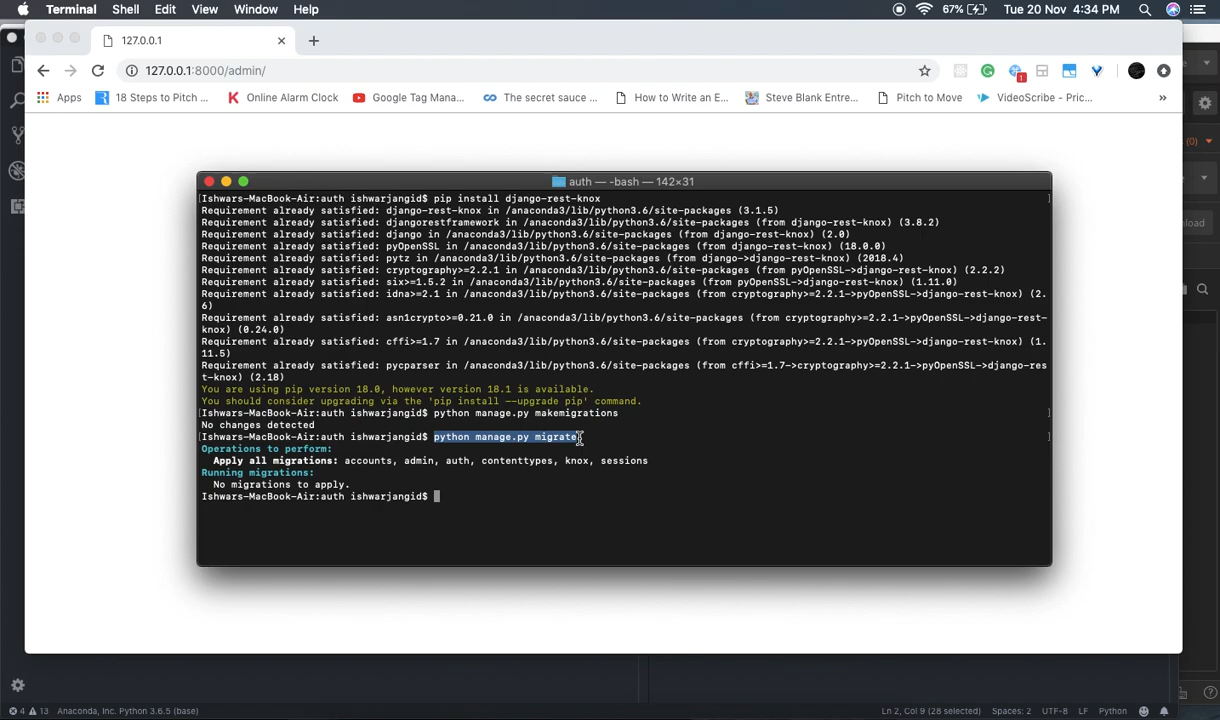 Terminal Shell Edit View Window Help 67% Tue 20 Nov 4:34 PM
127.0.0.1
127.0.0.1:8000/admin/
1
Apps 18 Steps to Pitch ... Online Alarm Clock Google Tag Mana... The secret sauce ... How to Write an E... Steve Blank Entre... Pitch to Move VideoScribe - Pric... »
(0)
load
auth — -bash — 142×31
[Ishwars-MacBook-Air:auth ishwarjangid$ pip install django-rest-knox ]
Requirement already satisfied: django-rest-knox in /anaconda3/lib/python3.6/site-packages (3.1.5)
Requirement already satisfied: djangorestframework in /anaconda3/lib/python3.6/site-packages (from django-rest-knox) (3.8.2)
Requirement already satisfied: django in /anaconda3/lib/python3.6/site-packages (from django-rest-knox) (2.0)
Requirement already satisfied: pyOpenSSL in /anaconda3/lib/python3.6/site-packages (from django-rest-knox) (18.0.0)
Requirement already satisfied: pytz in /anaconda3/lib/python3.6/site-packages (from django->django-rest-knox) (2018.4)
Requirement already satisfied: cryptography>=2.2.1 in /anaconda3/lib/python3.6/site-packages (from pyOpenSSL->django-rest-knox) (2.2.2)
Requirement already satisfied: six>=1.5.2 in /anaconda3/lib/python3.6/site-packages (from pyOpenSSL->django-rest-knox) (1.11.0)
Requirement already satisfied: idna>=2.1 in /anaconda3/lib/python3.6/site-packages (from cryptography>=2.2.1->pyOpenSSL->django-rest-knox) (2.
6)
Requirement already satisfied: asn1crypto>=0.21.0 in /anaconda3/lib/python3.6/site-packages (from cryptography>=2.2.1->pyOpenSSL->django-rest-
knox) (0.24.0)
Requirement already satisfied: cffi>=1.7 in /anaconda3/lib/python3.6/site-packages (from cryptography>=2.2.1->pyOpenSSL->django-rest-knox) (1.
11.5)
Requirement already satisfied: pycparser in /anaconda3/lib/python3.6/site-packages (from cffi>=1.7->cryptography>=2.2.1->pyOpenSSL->django-res
t-knox) (2.18)
You are using pip version 18.0, however version 18.1 is available.
You should consider upgrading via the 'pip install --upgrade pip' command.
[Ishwars-MacBook-Air:auth ishwarjangid$ python manage.py makemigrations ]
No changes detected
[Ishwars-MacBook-Air:auth ishwarjangid$ python manage.py migrate ]
Operations to perform:
Apply all migrations: accounts, admin, auth, contenttypes, knox, sessions
Running migrations:
No migrations to apply.
Ishwars-MacBook-Air:auth ishwarjangid$
4 13 Anaconda, Inc. Python 3.6.5 (base) Ln 2, Col 9 (28 selected) Spaces: 2 UTF-8 LF Python